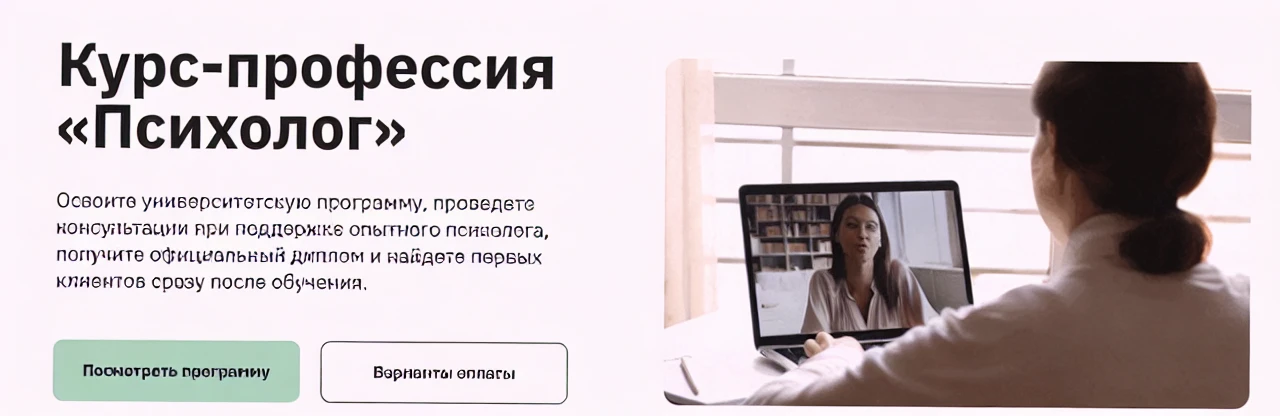 Курс-профессия
«Психолог»
Освоите университетскую программу, проведете
консультации при поддержке опытного психолога,
получите официальный диплом и найдете первых
клиентов сразу после обучения.
Посмотреть программу
Варианты оплаты